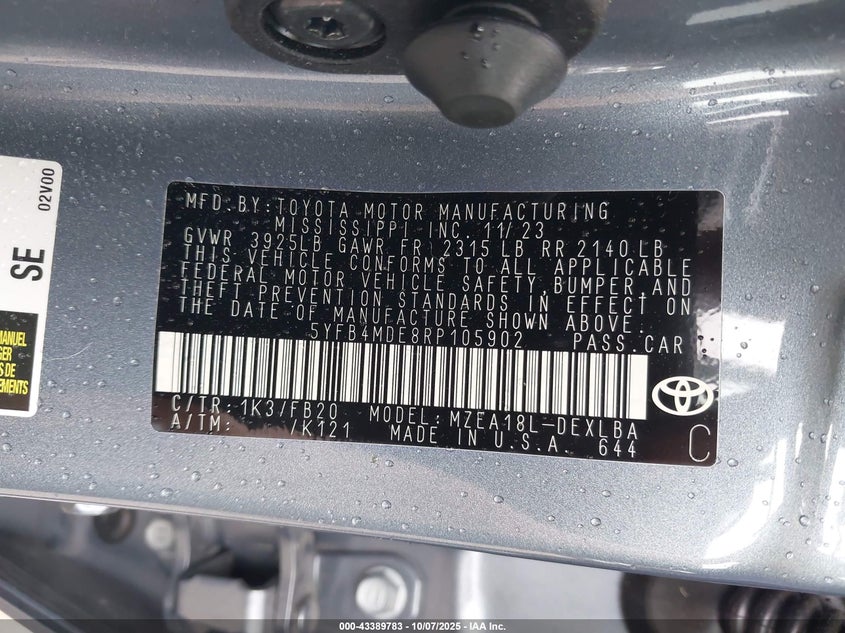 MFD BY: TOYOTA MOTOR MANUFACTURING
MISSISSIPPI INC. 11/23
GVWR 3925LB GAWR FR 2315 LB RR 2140 LB
THIS VEHICLE CONFORMS TO ALL APPLICABLE
FEDERAL MOTOR VEHICLE SAFETY, BUMPER, AND
THEFT PREVENTION STANDARDS IN EFFECT ON
THE DATE OF MANUFACTURE SHOWN ABOVE.
5YFB4MDE8RP105902 PASS.CAR
C/TR: 1K3/FB20 MODEL: MZEA18L-DEXLBA
A/TM: /K121 MADE IN U.S.A. 644
C
SE
02V00
MANUEL
S DE
000-43389783 - 10/07/2025 - IAA Inc.